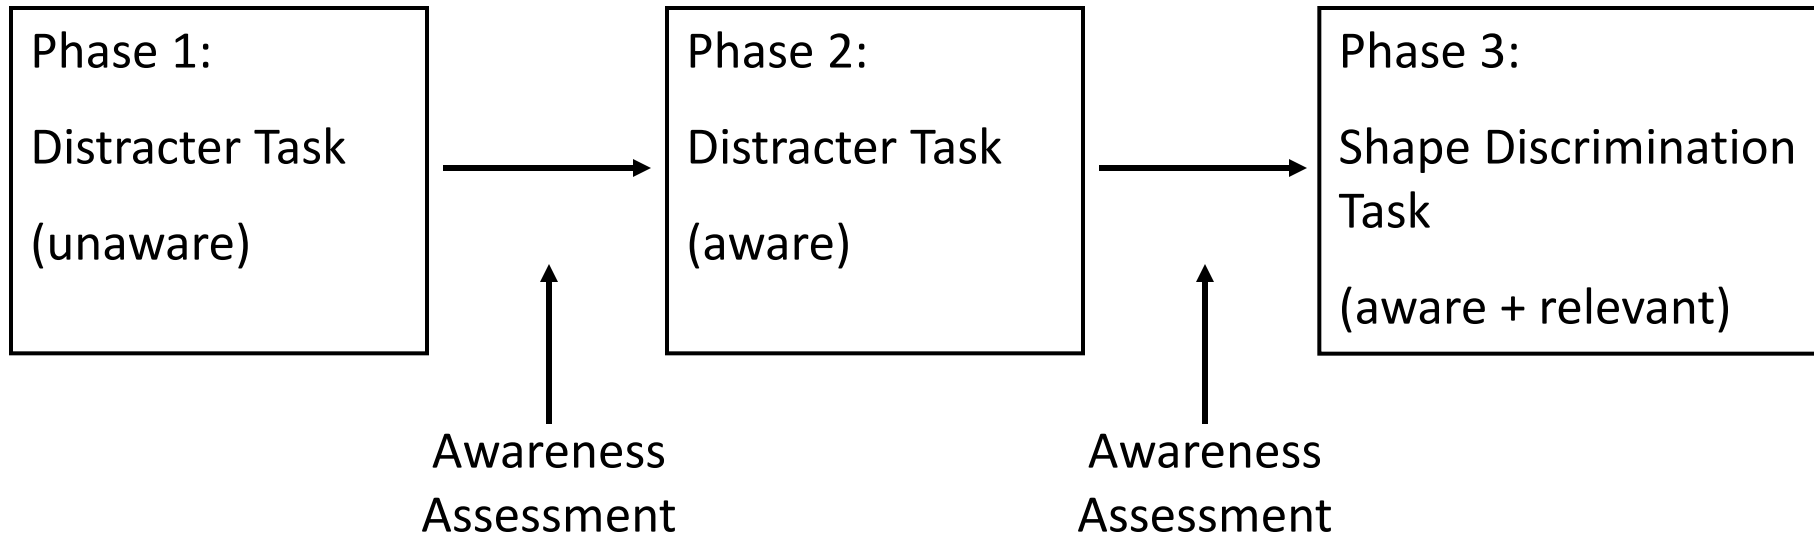 Phase 1:
Distracter Task
(unaware)
Phase 2:
Distracter Task
(aware)
Phase 3:
Shape Discrimination
Task
(aware + relevant)
Awareness
Assessment
Awareness
Assessment